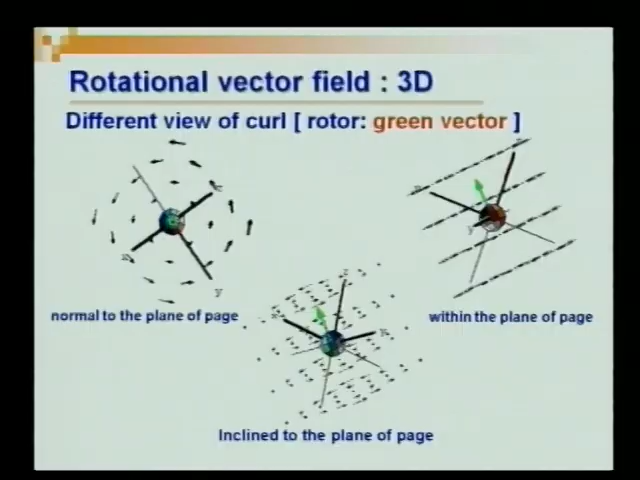 Rotational vector field : 3D
Different view of curl [ rotor: green vector ]
normal to the plane of page
within the plane of page
Inclined to the plane of page